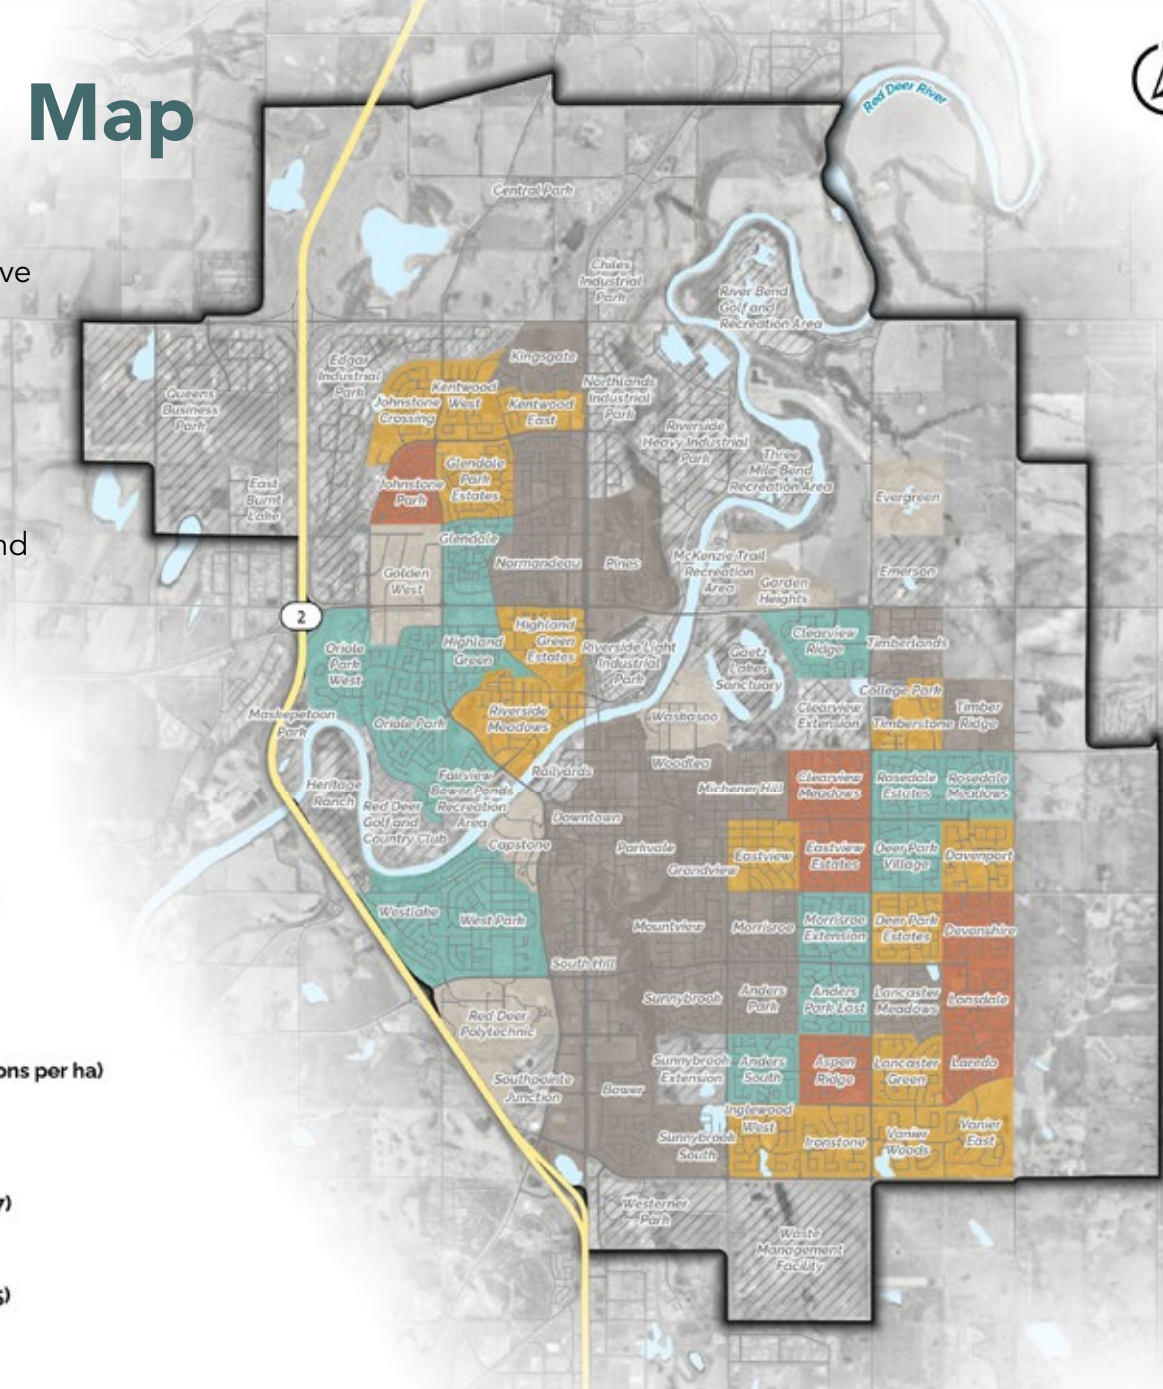 Map
Red Deer River
ve
nd
ons per ha)
7)
5)
2
Central Park
Chiles
Industrial
Park
River Bend
Golf and
Recreation Area
Edgar
Industrial
Park
Kingsgate
Queens
Business
Park
Johnstone
Crossing
Kentwood
West
Kentwood
East
Northlands
Industrial
Park
Riverside
Heavy Industrial
Park
Three
Mile Bend
Recreation Area
East
Burnt
Lake
Johnstone
Park
Glendale
Park
Estates
Evergreen
Glendale
Golden
West
Normandeau
Pines
McKenzie Trail
Recreation
Area
Garden
Heights
Emerson
Oriole
Park
West
Highland
Green
Highland
Green
Estates
Riverside Light
Industrial
Park
Gaetz
Lakes
Sanctuary
Clearview
Ridge
Timberlands
Maskepetoon
Park
Oriole Park
Riverside
Meadows
Waskasoo
Clearview
Extension
College Park
Timberstone
Timber
Ridge
Heritage
Ranch
Red Deer
Golf and
Country Club
Fairview
Bower Ponds
Recreation
Area
Railyards
Woodlea
Michener Hill
Clearview
Meadows
Rosedale
Estates
Rosedale
Meadows
Capstone
Downtown
Parkvale
Grandview
Eastview
Eastview
Estates
Deer Park
Village
Davenport
Westlake
West Park
Mountview
Morrisroe
Morrisroe
Extension
Deer Park
Estates
Devonshire
South Hill
Sunnybrook
Anders
Park
Anders
Park East
Lancaster
Meadows
Lonsdale
Red Deer
Polytechnic
Southpointe
Junction
Bower
Sunnybrook
Extension
Anders
South
Aspen
Ridge
Lancaster
Green
Laredo
Sunnybrook
South
Inglewood
West
Ironstone
Vanier
Woods
Vanier
East
Westerner
Park
Waste
Management
Facility